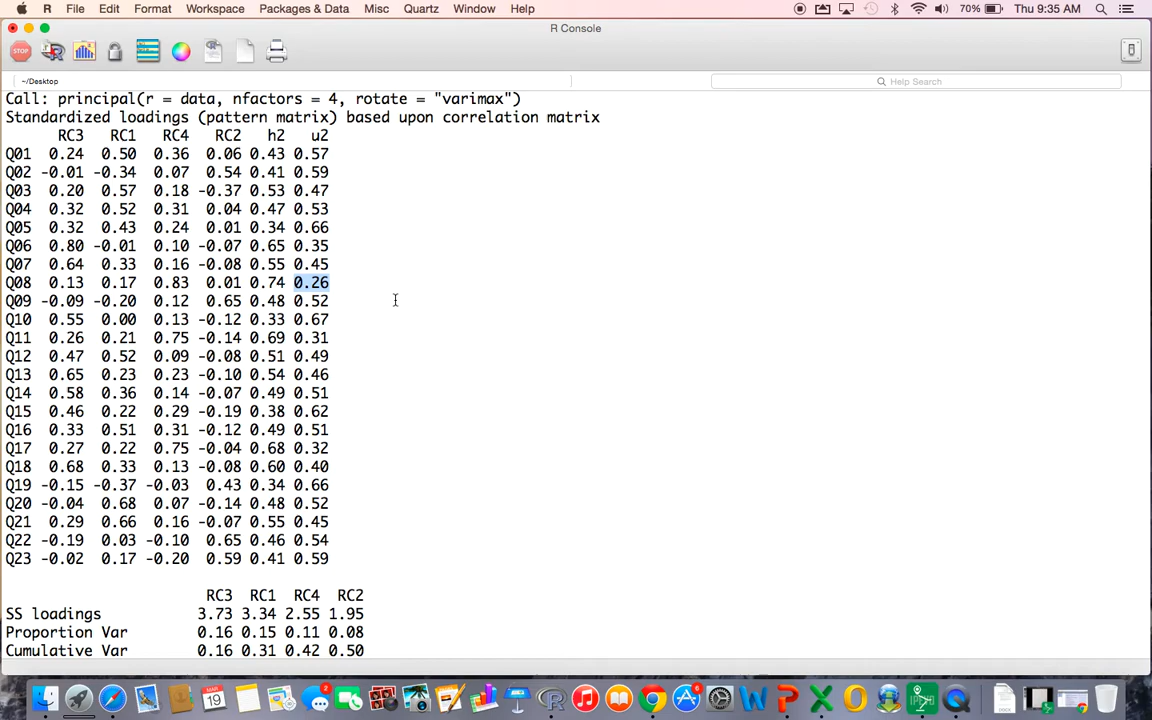 R File Edit Format Workspace Packages & Data Misc Quartz Window Help 70% Thu 9:35 AM
R Console
STOP
~/Desktop Help Search
Call: principal(r = data, nfactors = 4, rotate = "varimax")
Standardized loadings (pattern matrix) based upon correlation matrix
RC3 RC1 RC4 RC2 h2 u2
Q01 0.24 0.50 0.36 0.06 0.43 0.57
Q02 -0.01 -0.34 0.07 0.54 0.41 0.59
Q03 0.20 0.57 0.18 -0.37 0.53 0.47
Q04 0.32 0.52 0.31 0.04 0.47 0.53
Q05 0.32 0.43 0.24 0.01 0.34 0.66
Q06 0.80 -0.01 0.10 -0.07 0.65 0.35
Q07 0.64 0.33 0.16 -0.08 0.55 0.45
Q08 0.13 0.17 0.83 0.01 0.74 0.26
Q09 -0.09 -0.20 0.12 0.65 0.48 0.52
Q10 0.55 0.00 0.13 -0.12 0.33 0.67
Q11 0.26 0.21 0.75 -0.14 0.69 0.31
Q12 0.47 0.52 0.09 -0.08 0.51 0.49
Q13 0.65 0.23 0.23 -0.10 0.54 0.46
Q14 0.58 0.36 0.14 -0.07 0.49 0.51
Q15 0.46 0.22 0.29 -0.19 0.38 0.62
Q16 0.33 0.51 0.31 -0.12 0.49 0.51
Q17 0.27 0.22 0.75 -0.04 0.68 0.32
Q18 0.68 0.33 0.13 -0.08 0.60 0.40
Q19 -0.15 -0.37 -0.03 0.43 0.34 0.66
Q20 -0.04 0.68 0.07 -0.14 0.48 0.52
Q21 0.29 0.66 0.16 -0.07 0.55 0.45
Q22 -0.19 0.03 -0.10 0.65 0.46 0.54
Q23 -0.02 0.17 -0.20 0.59 0.41 0.59
RC3 RC1 RC4 RC2
SS loadings 3.73 3.34 2.55 1.95
Proportion Var 0.16 0.15 0.11 0.08
Cumulative Var 0.16 0.31 0.42 0.50